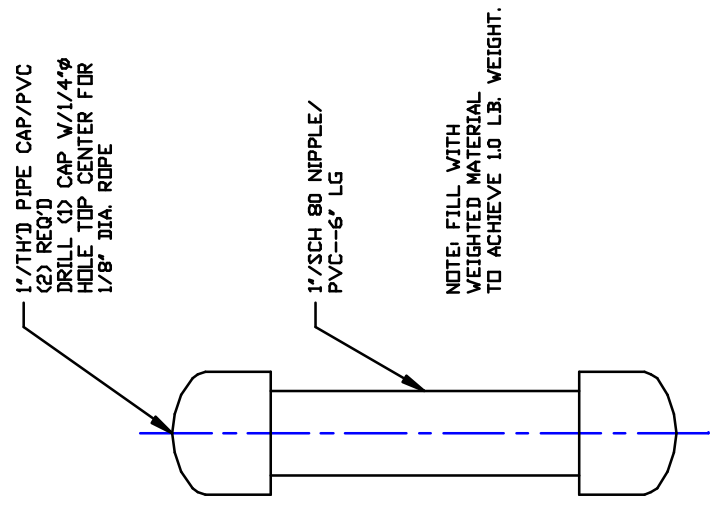 1"/TH'D PIPE CAP/PVC
(2) REQ'D
DRILL (1) CAP W/1/4"Ø
HOLE TOP CENTER FOR
1/8" DIA. ROPE
1"/SCH 80 NIPPLE/
PVC--6" LG
NOTE: FILL WITH
WEIGHTED MATERIAL
TO ACHIEVE 1.0 LB. WEIGHT.